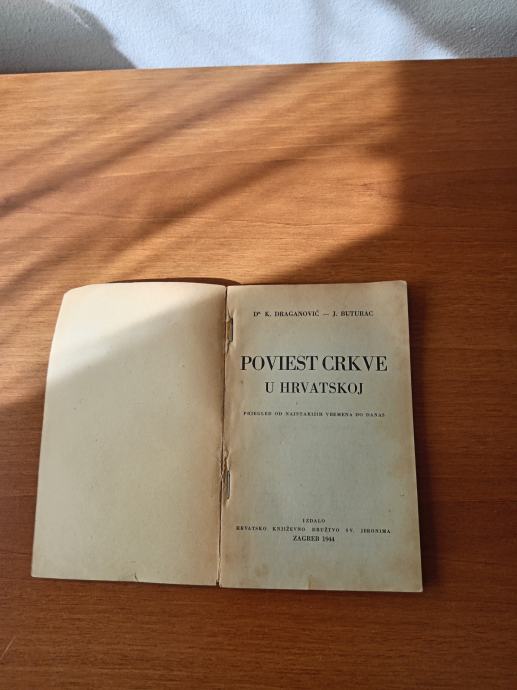 Dr K. DRAGANOVIĆ — J. BUTURAC
POVIEST CRKVE
U HRVATSKOJ
PRIEGLED OD NAJSTARIJIH VREMENA DO DANAS
IZDALO
HRVATSKO KNJIŽEVNO DRUŽTVO SV. JERONIMA
ZAGREB 1944